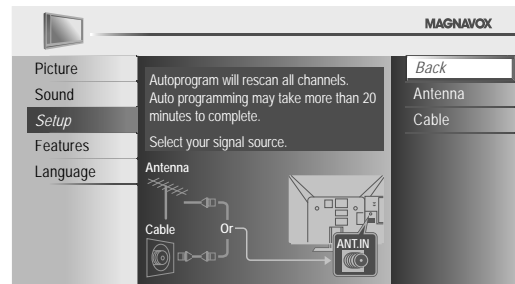 MAGNAVOX
Picture
Sound
Setup
Features
Language
Autoprogram will rescan all channels.
Auto programming may take more than 20
minutes to complete.
Select your signal source.
Antenna
Cable
Or
ANT.IN
Back
Antenna
Cable